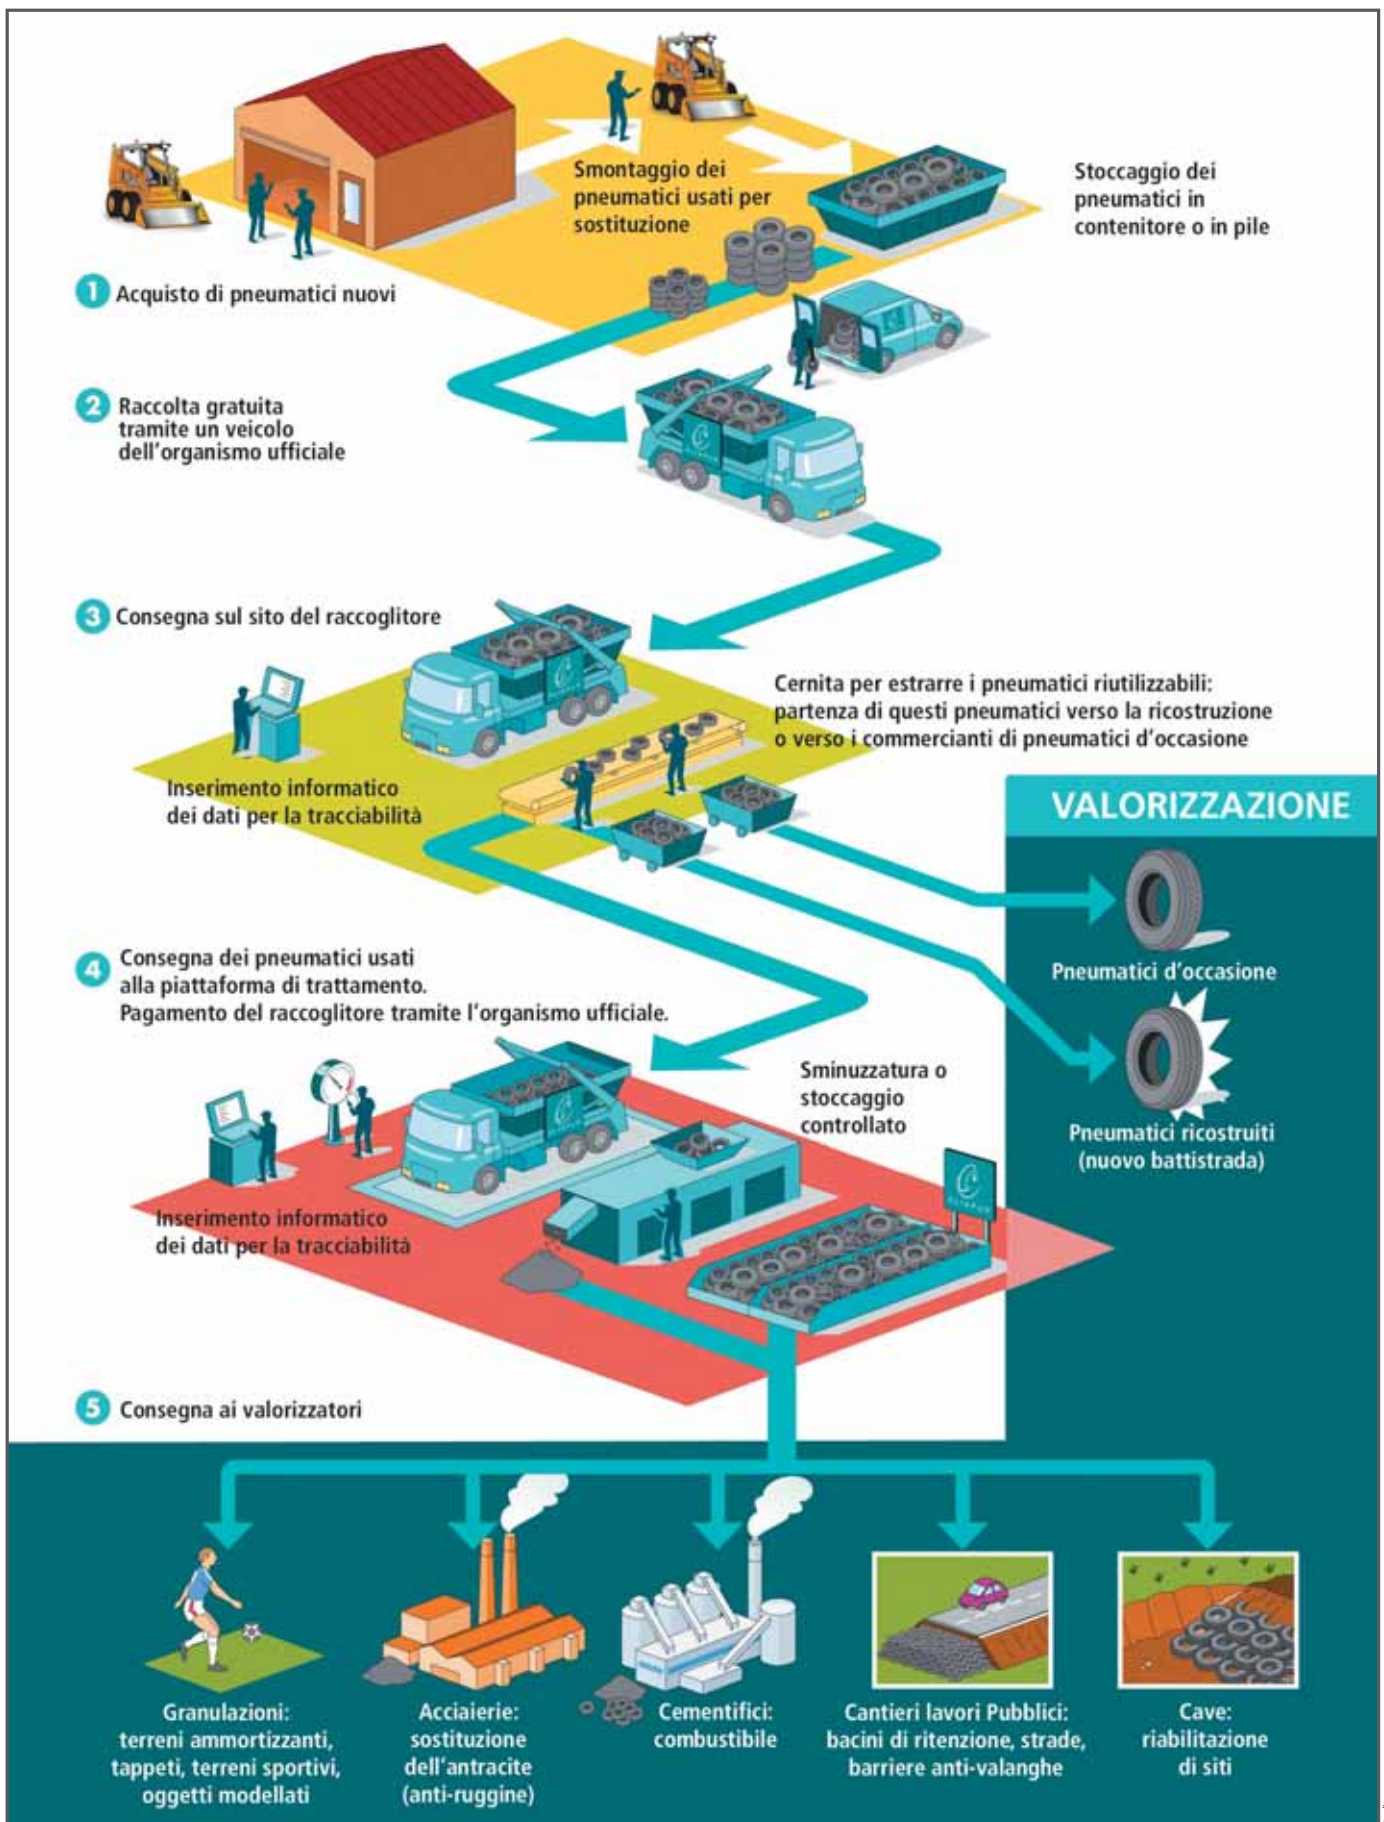 Smontaggio dei
pneumatici usati per
sostituzione
Stoccaggio dei
pneumatici in
contenitore o in pile
1 Acquisto di pneumatici nuovi
2 Raccolta gratuita
tramite un veicolo
dell'organismo ufficiale
3 Consegna sul sito del raccoglitore
Cernita per estrarre i pneumatici riutilizzabili:
partenza di questi pneumatici verso la ricostruzione
o verso i commercianti di pneumatici d'occasione
Inserimento informatico
dei dati per la tracciabilità
VALORIZZAZIONE
Pneumatici d'occasione
4 Consegna dei pneumatici usati
alla piattaforma di trattamento.
Pagamento del raccoglitore tramite l'organismo ufficiale.
Sminuzzatura o
stoccaggio
controllato
Pneumatici ricostruiti
(nuovo battistrada)
Inserimento informatico
dei dati per la tracciabilità
ALIAPUR
5 Consegna ai valorizzatori
Granulazioni:
terreni ammortizzanti,
tappeti, terreni sportivi,
oggetti modellati
Acciaierie:
sostituzione
dell'antracite
(anti-ruggine)
Cementifici:
combustibile
Cantieri lavori Pubblici:
bacini di ritenzione, strade,
barriere anti-valanghe
Cave:
riabilitazione
di siti